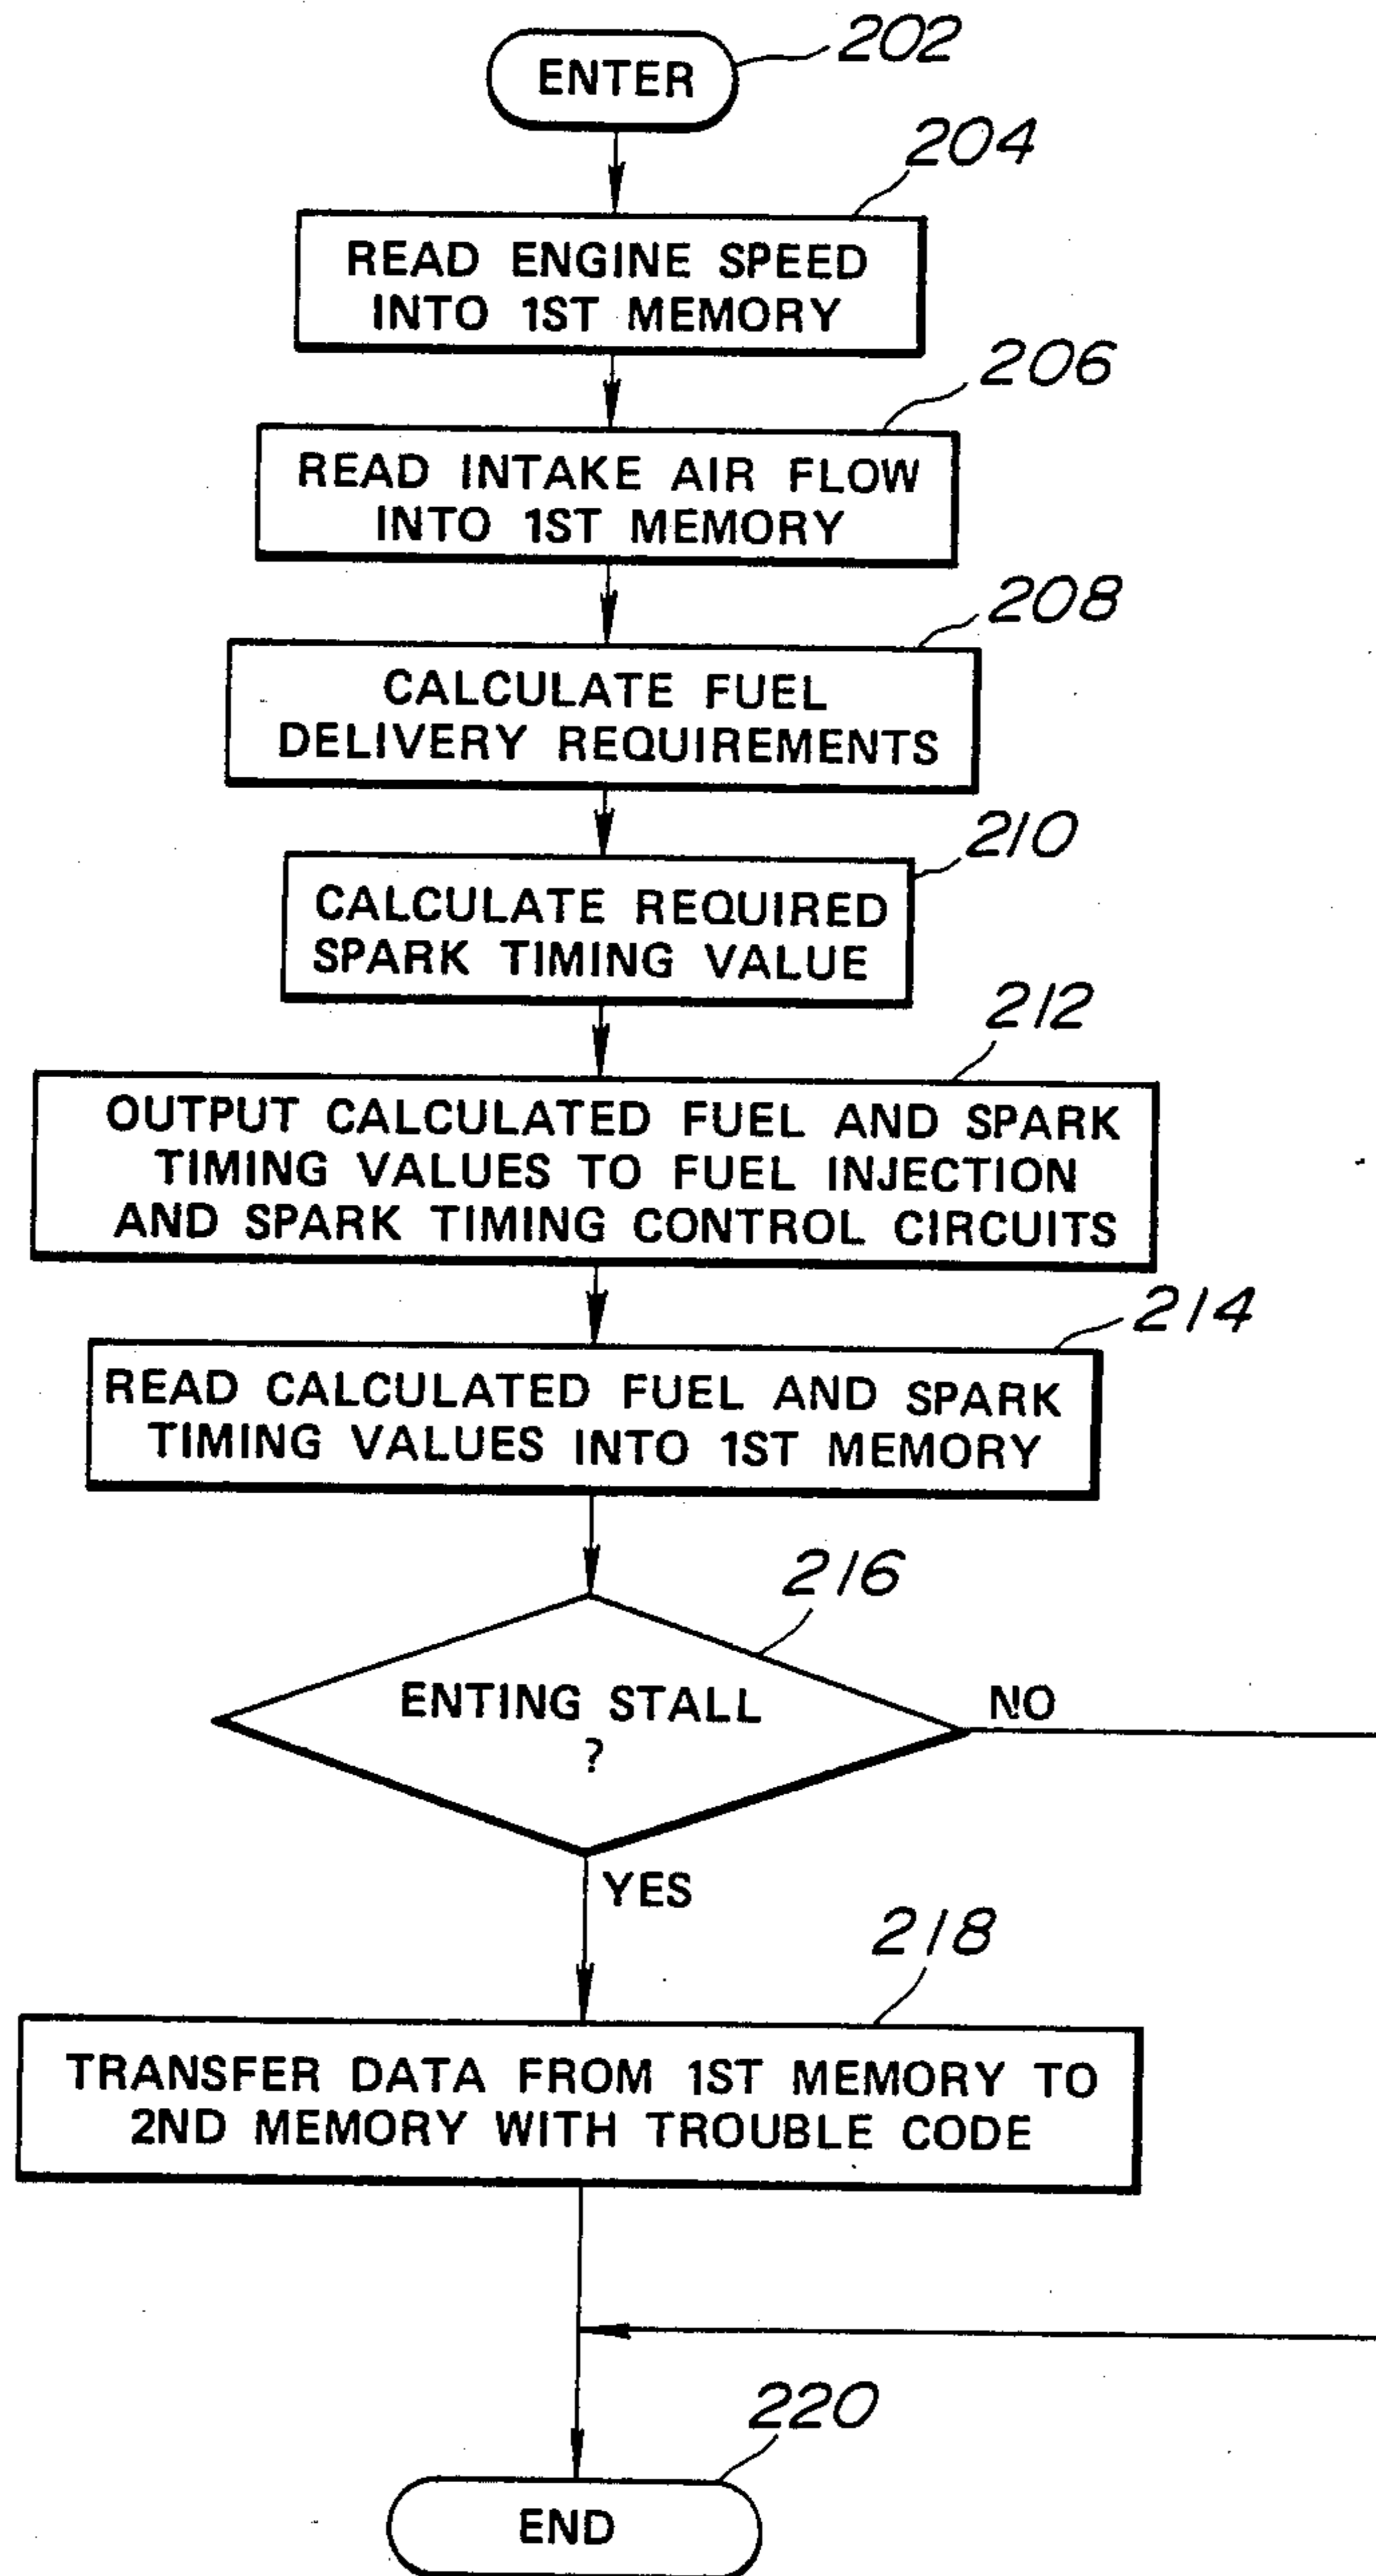 ENTER
202
204
READ ENGINE SPEED
INTO 1ST MEMORY
206
READ INTAKE AIR FLOW
INTO 1ST MEMORY
208
CALCULATE FUEL
DELIVERY REQUIREMENTS
210
CALCULATE REQUIRED
SPARK TIMING VALUE
212
OUTPUT CALCULATED FUEL AND SPARK
TIMING VALUES TO FUEL INJECTION
AND SPARK TIMING CONTROL CIRCUITS
214
READ CALCULATED FUEL AND SPARK
TIMING VALUES INTO 1ST MEMORY
216
ENTING STALL
?
NO
YES
218
TRANSFER DATA FROM 1ST MEMORY TO
2ND MEMORY WITH TROUBLE CODE
220
END